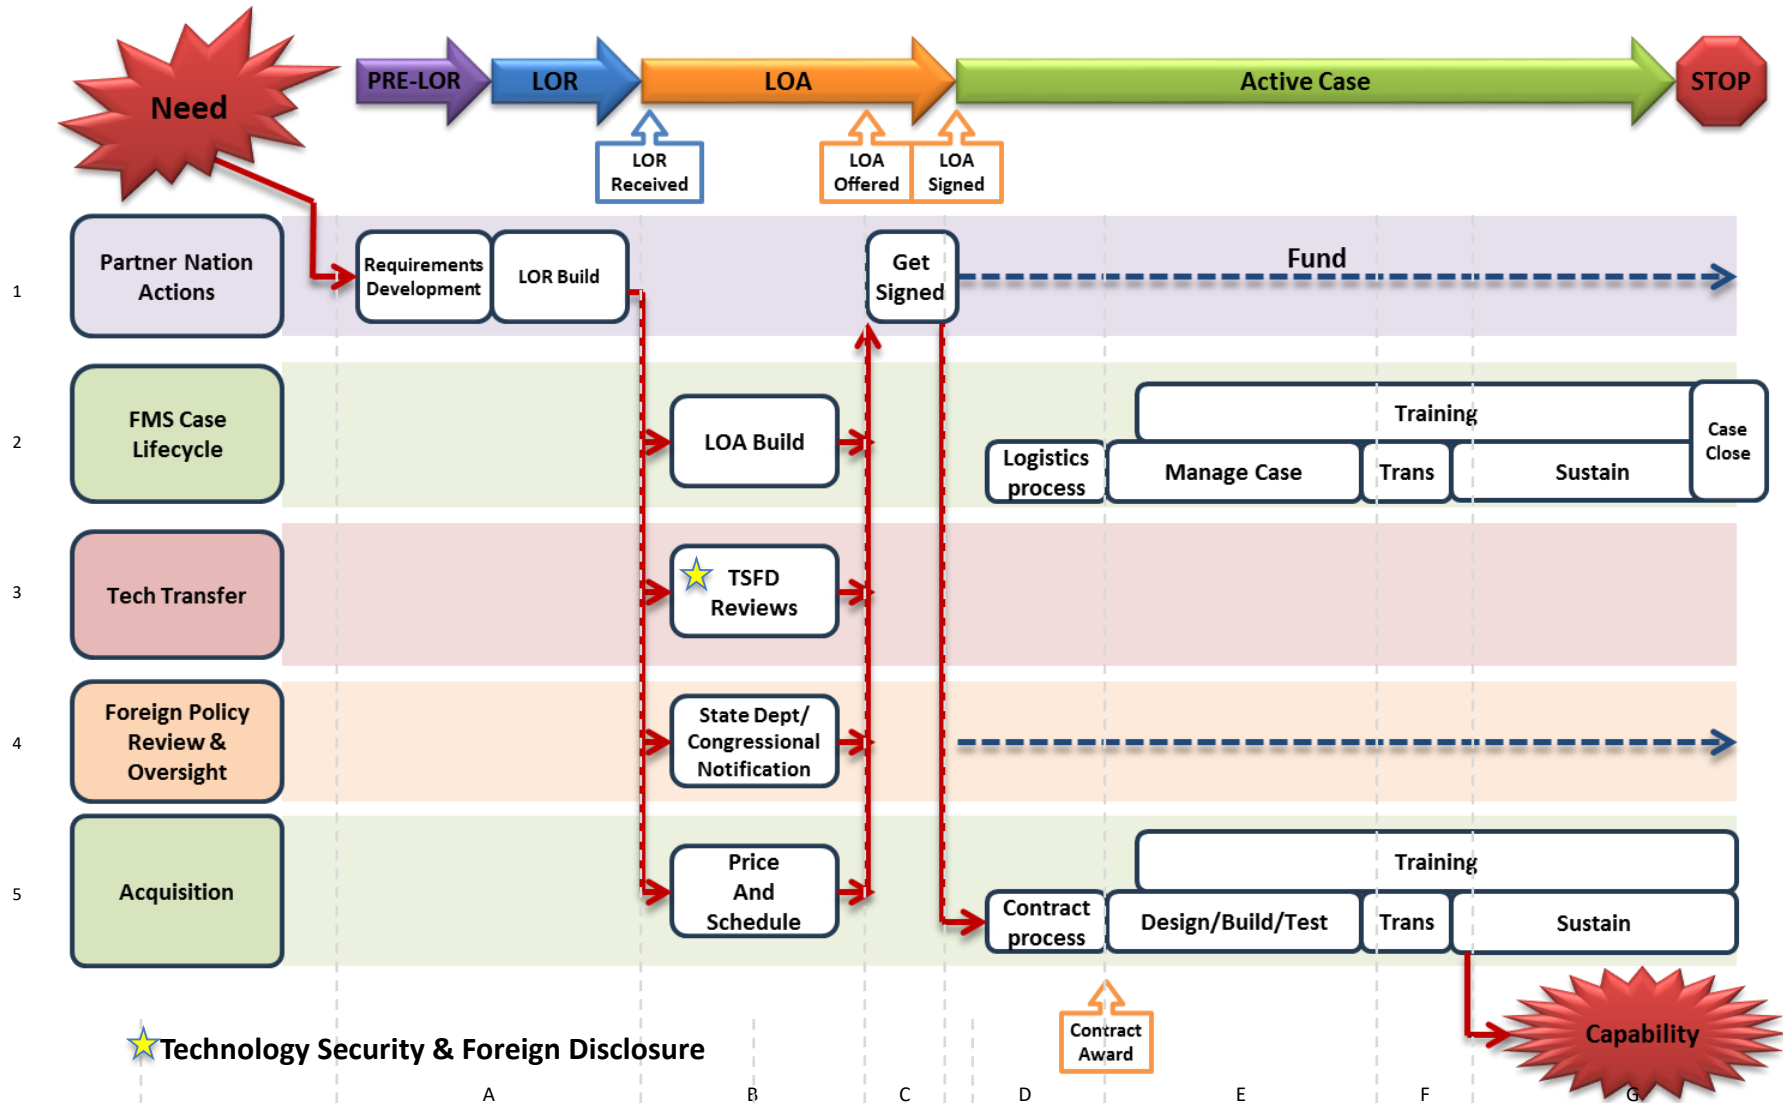 Need
PRE-LOR
LOR
LOA
Active Case
STOP
LOR
Received
LOA
Offered
LOA
Signed
1
Partner Nation
Actions
Requirements
Development
LOR Build
Get
Signed
Fund
2
FMS Case
Lifecycle
LOA Build
Logistics
process
Training
Manage Case
Trans
Sustain
Case
Close
3
Tech Transfer
TSFD
Reviews
4
Foreign Policy
Review &
Oversight
State Dept/
Congressional
Notification
5
Acquisition
Price
And
Schedule
Contract
process
Training
Design/Build/Test
Trans
Sustain
Contract
Award
Capability
Technology Security & Foreign Disclosure
A
B
C
D
E
F
G